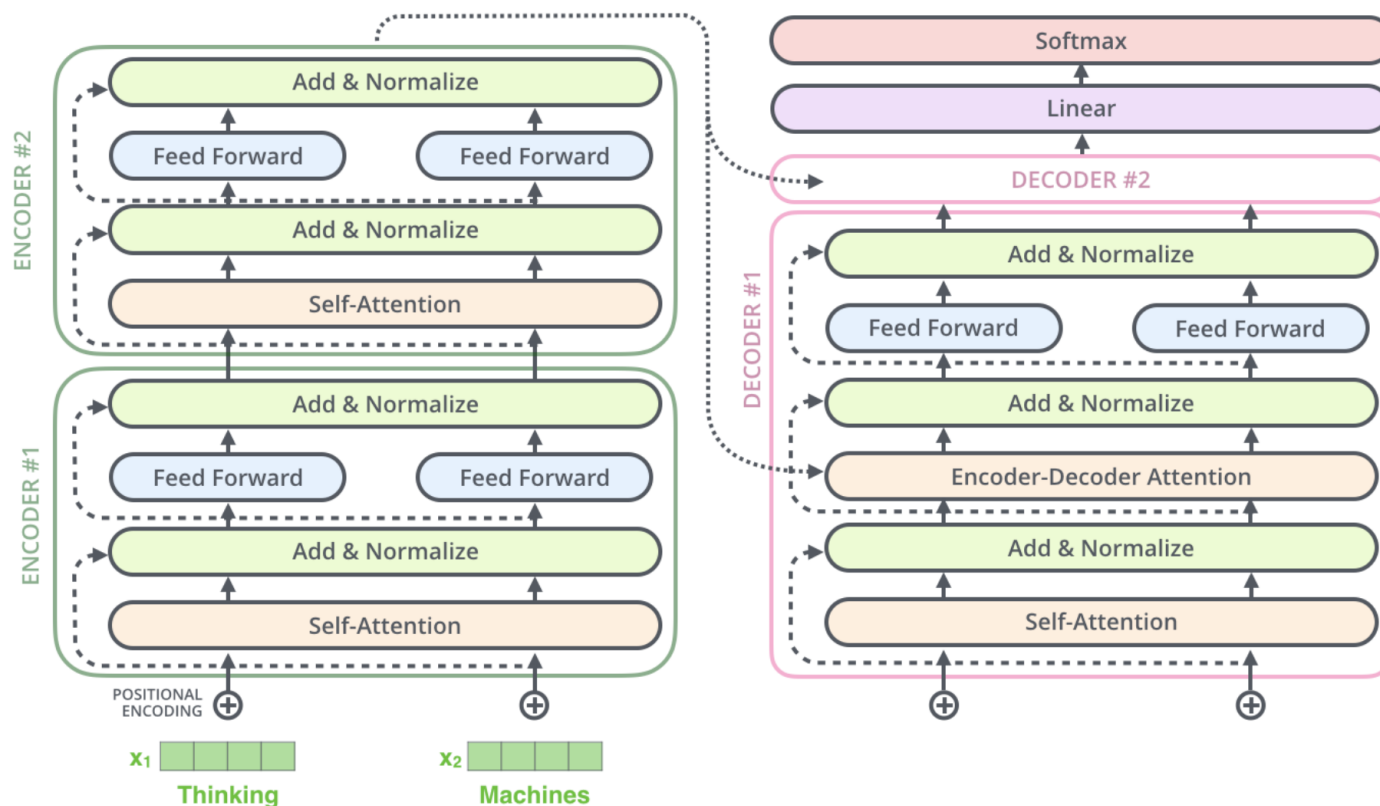 ENCODER #2
Add & Normalize
Feed Forward
Feed Forward
Add & Normalize
Self-Attention
ENCODER #1
Add & Normalize
Feed Forward
Feed Forward
Add & Normalize
Self-Attention
POSITIONAL
ENCODING
x₁
x₂
Thinking
Machines
Softmax
Linear
DECODER #2
DECODER #1
Add & Normalize
Feed Forward
Feed Forward
Add & Normalize
Encoder-Decoder Attention
Add & Normalize
Self-Attention